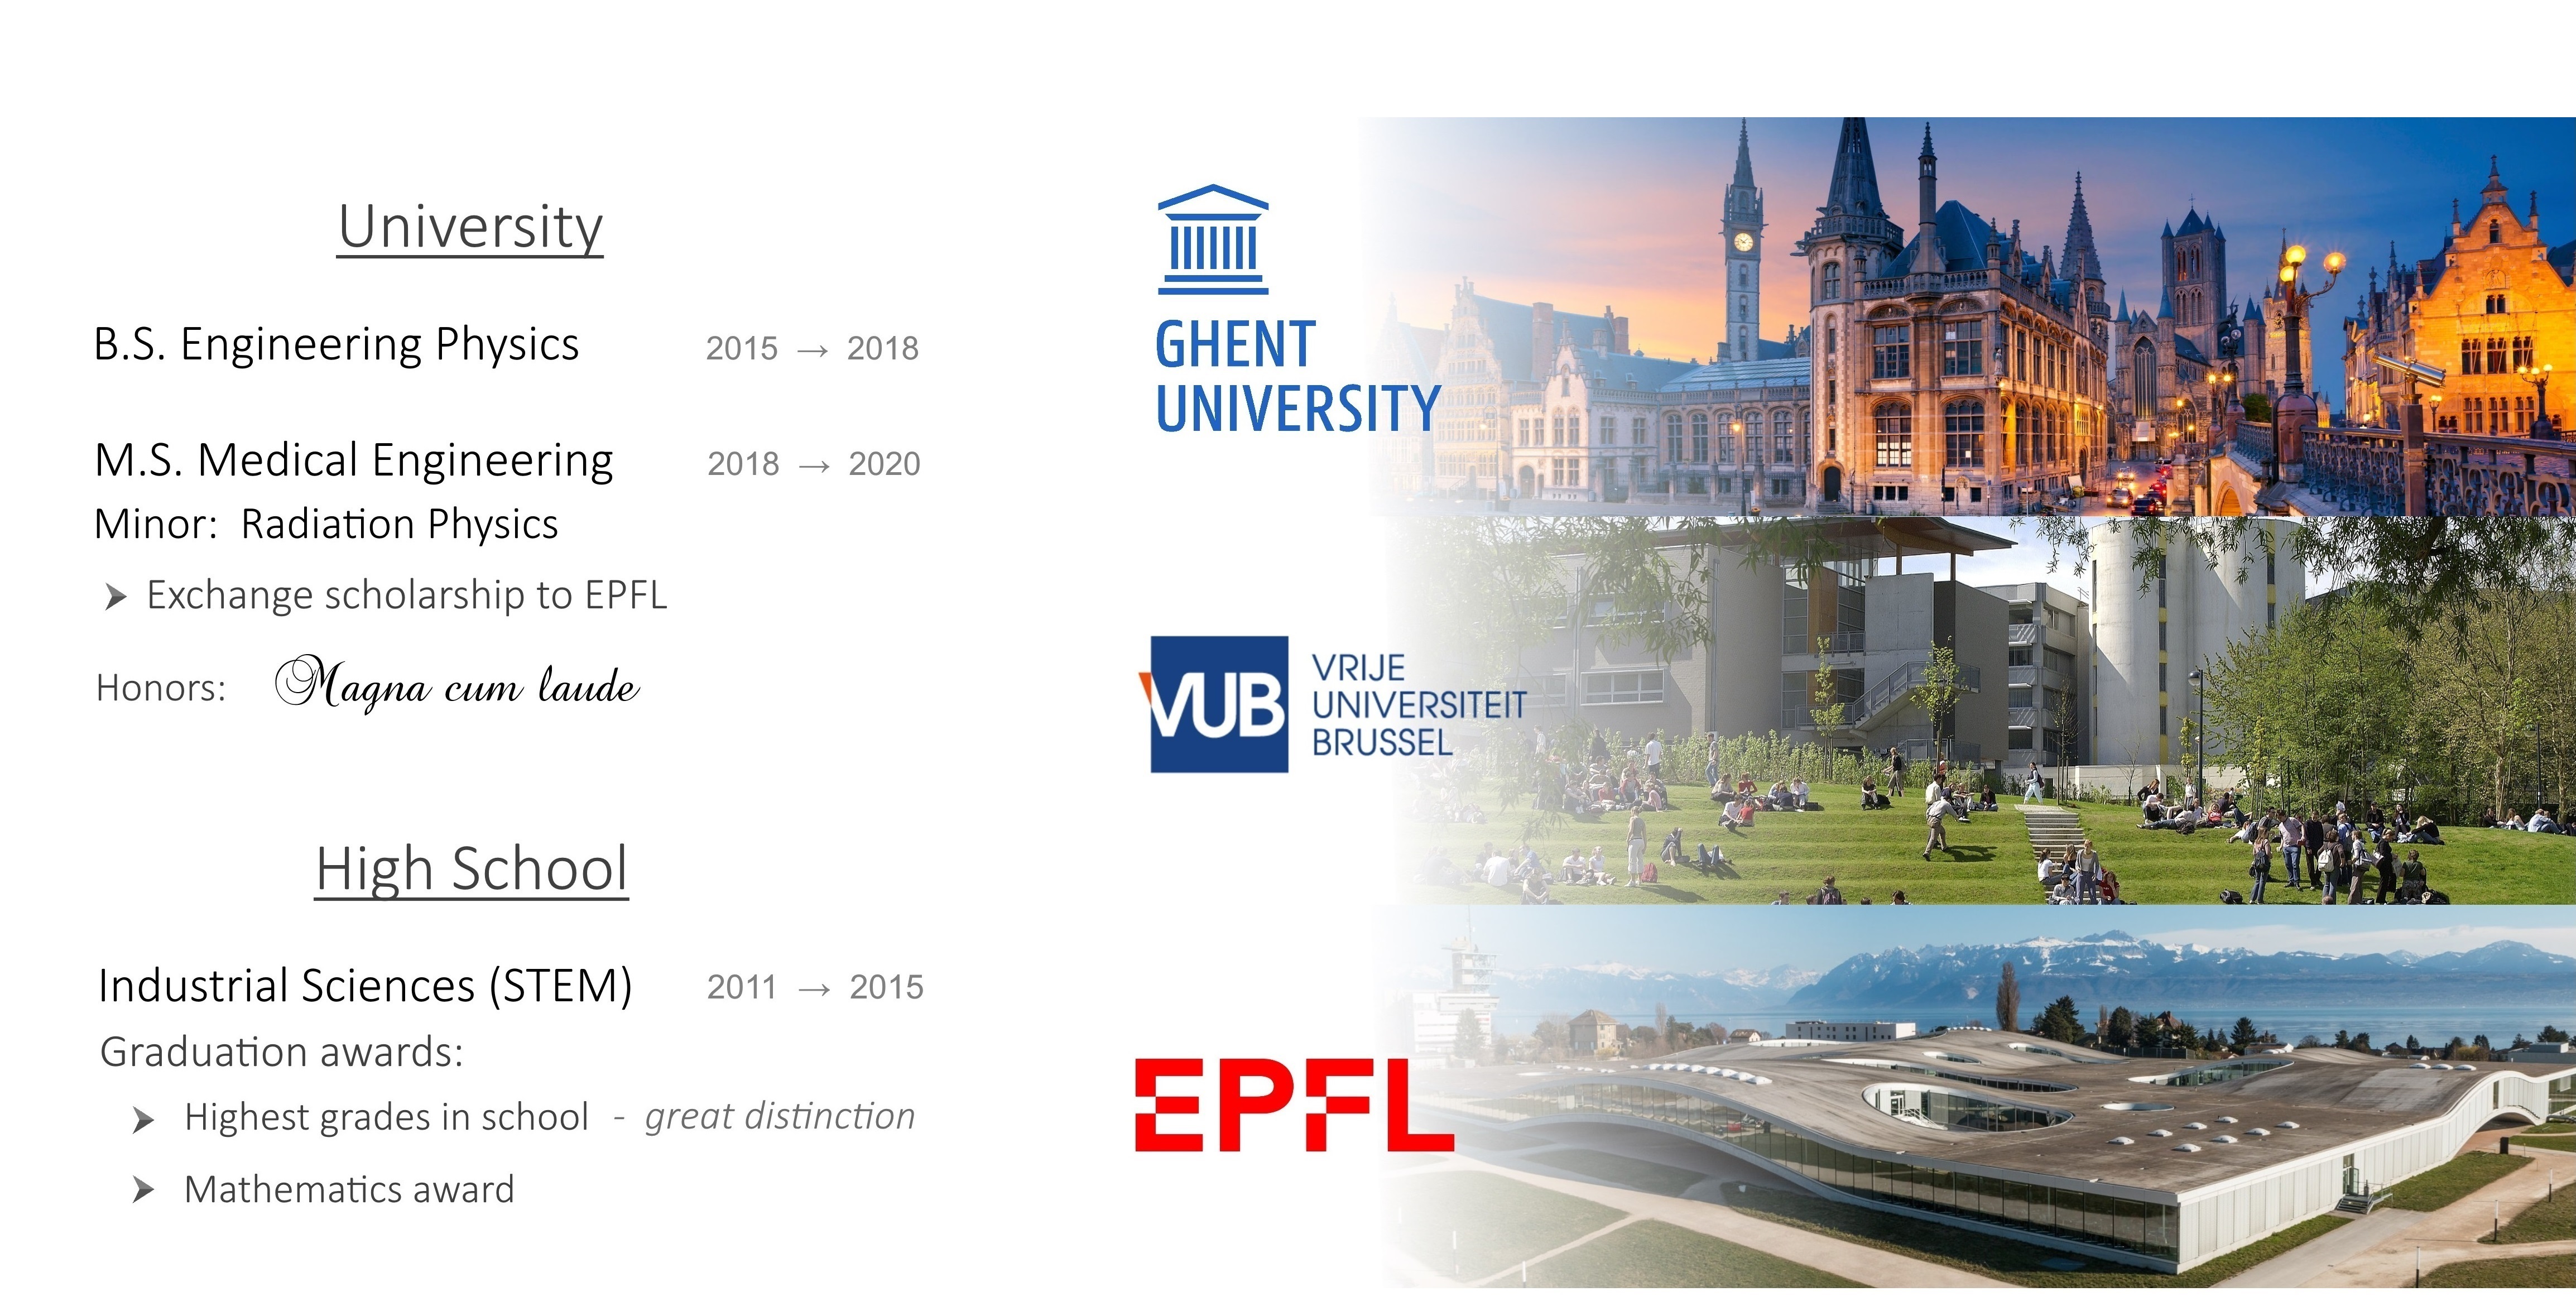 University
B.S. Engineering Physics 2015 → 2018
M.S. Medical Engineering 2018 → 2020
Minor: Radiation Physics
➤ Exchange scholarship to EPFL
Honors: Magna cum laude
High School
Industrial Sciences (STEM) 2011 → 2015
Graduation awards:
➤ Highest grades in school - great distinction
➤ Mathematics award
GHENT
UNIVERSITY
VUB
VRIJE
UNIVERSITEIT
BRUSSEL
EPFL